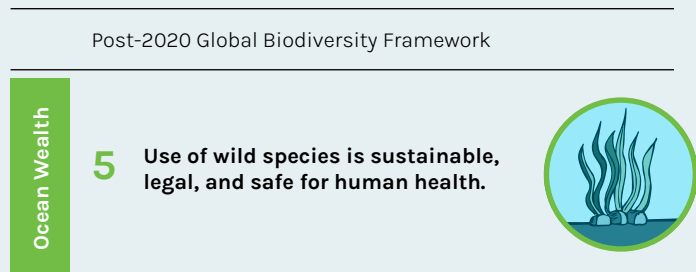 Post-2020 Global Biodiversity Framework
Ocean Wealth
5
Use of wild species is sustainable,
legal, and safe for human health.